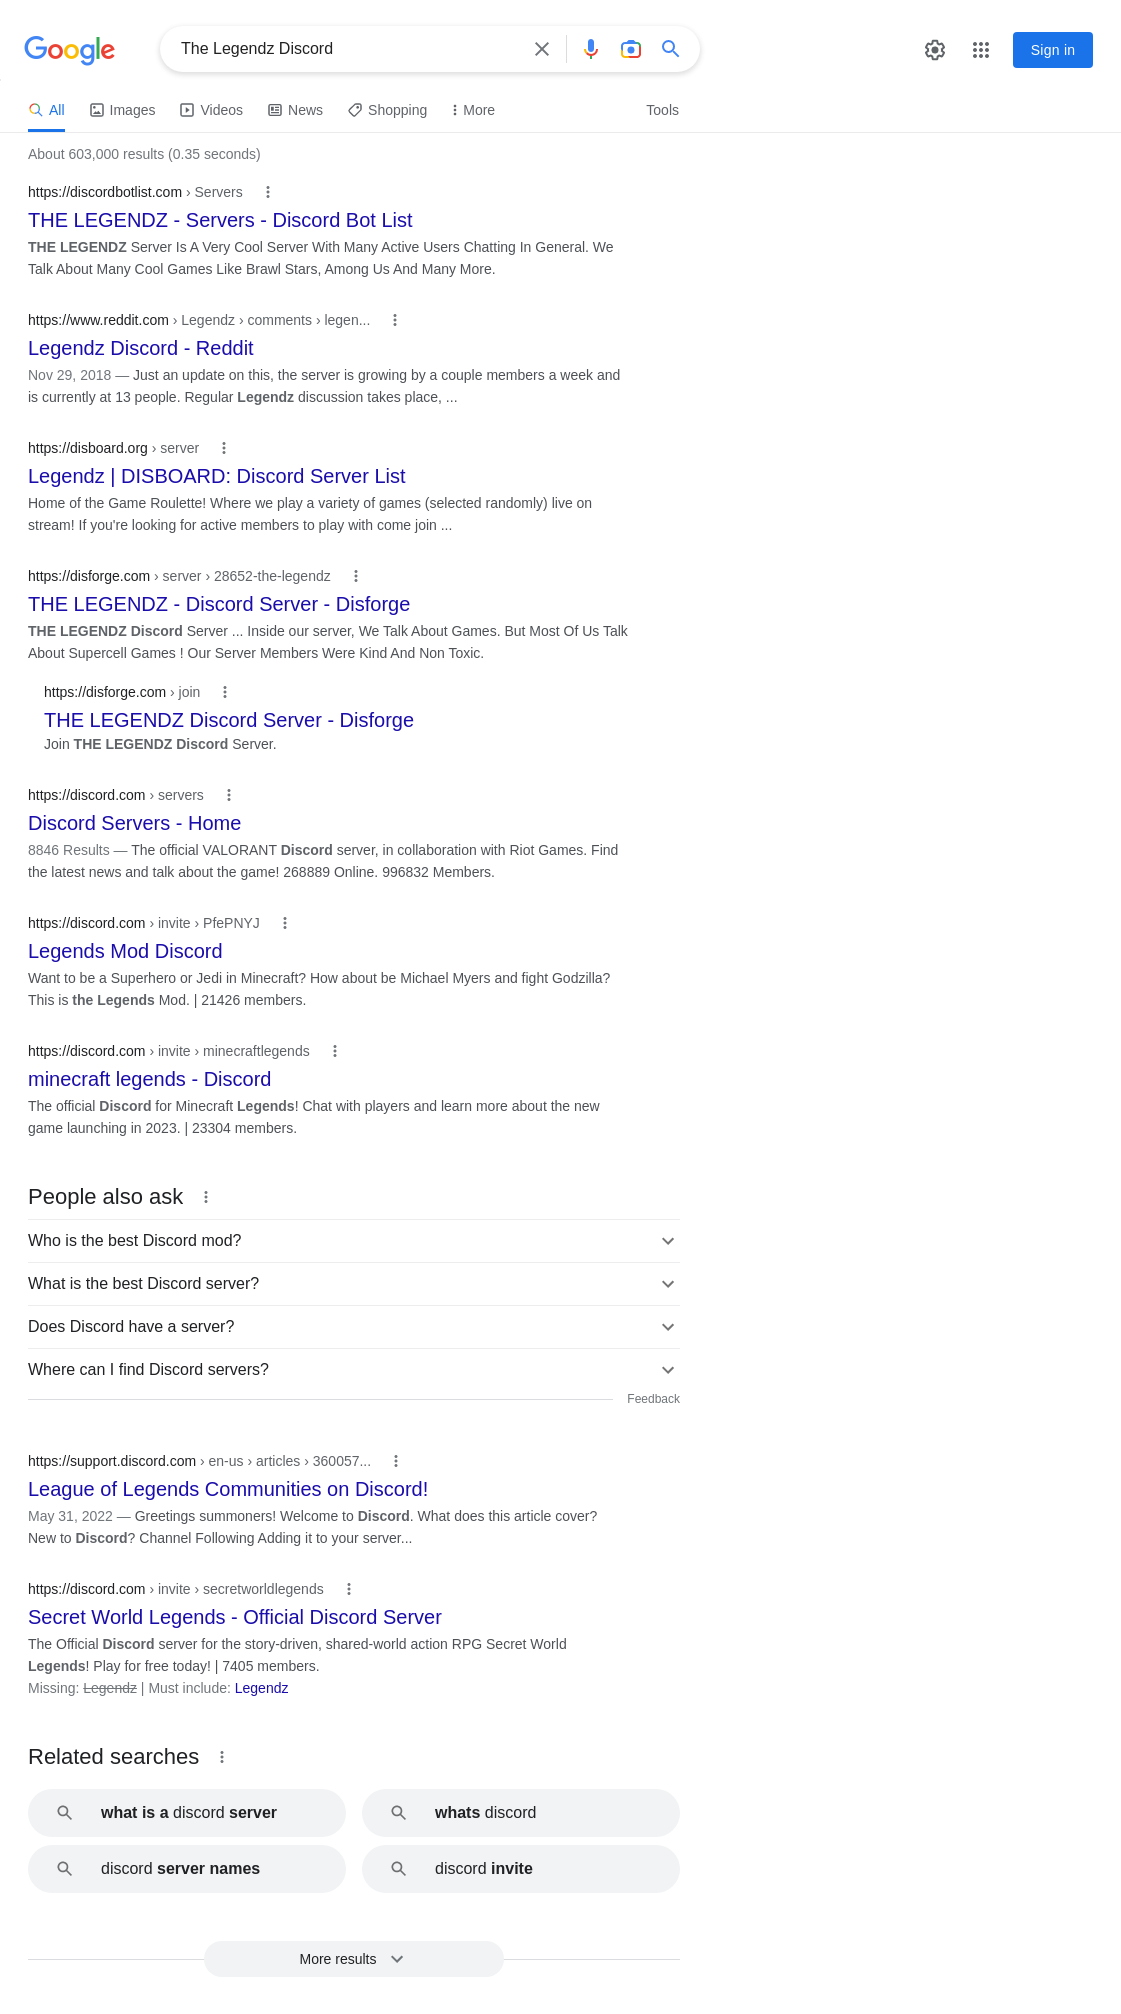 Google
The Legendz Discord
Sign in
All
Images
Videos
News
Shopping
More
Tools
About 603,000 results (0.35 seconds)
https://discordbotlist.com › Servers
THE LEGENDZ - Servers - Discord Bot List
THE LEGENDZ Server Is A Very Cool Server With Many Active Users Chatting In General. We
Talk About Many Cool Games Like Brawl Stars, Among Us And Many More.
https://www.reddit.com › Legendz › comments › legen...
Legendz Discord - Reddit
Nov 29, 2018 — Just an update on this, the server is growing by a couple members a week and
is currently at 13 people. Regular Legendz discussion takes place, ...
https://disboard.org › server
Legendz | DISBOARD: Discord Server List
Home of the Game Roulette! Where we play a variety of games (selected randomly) live on
stream! If you're looking for active members to play with come join ...
https://disforge.com › server › 28652-the-legendz
THE LEGENDZ - Discord Server - Disforge
THE LEGENDZ Discord Server ... Inside our server, We Talk About Games. But Most Of Us Talk
About Supercell Games ! Our Server Members Were Kind And Non Toxic.
https://disforge.com › join
THE LEGENDZ Discord Server - Disforge
Join THE LEGENDZ Discord Server.
https://discord.com › servers
Discord Servers - Home
8846 Results — The official VALORANT Discord server, in collaboration with Riot Games. Find
the latest news and talk about the game! 268889 Online. 996832 Members.
https://discord.com › invite › PfePNYJ
Legends Mod Discord
Want to be a Superhero or Jedi in Minecraft? How about be Michael Myers and fight Godzilla?
This is the Legends Mod. | 21426 members.
https://discord.com › invite › minecraftlegends
minecraft legends - Discord
The official Discord for Minecraft Legends! Chat with players and learn more about the new
game launching in 2023. | 23304 members.
People also ask
Who is the best Discord mod?
What is the best Discord server?
Does Discord have a server?
Where can I find Discord servers?
Feedback
https://support.discord.com › en-us › articles › 360057...
League of Legends Communities on Discord!
May 31, 2022 — Greetings summoners! Welcome to Discord. What does this article cover?
New to Discord? Channel Following Adding it to your server...
https://discord.com › invite › secretworldlegends
Secret World Legends - Official Discord Server
The Official Discord server for the story-driven, shared-world action RPG Secret World
Legends! Play for free today! | 7405 members.
Missing: Legendz | Must include: Legendz
Related searches
what is a discord server
whats discord
discord server names
discord invite
More results